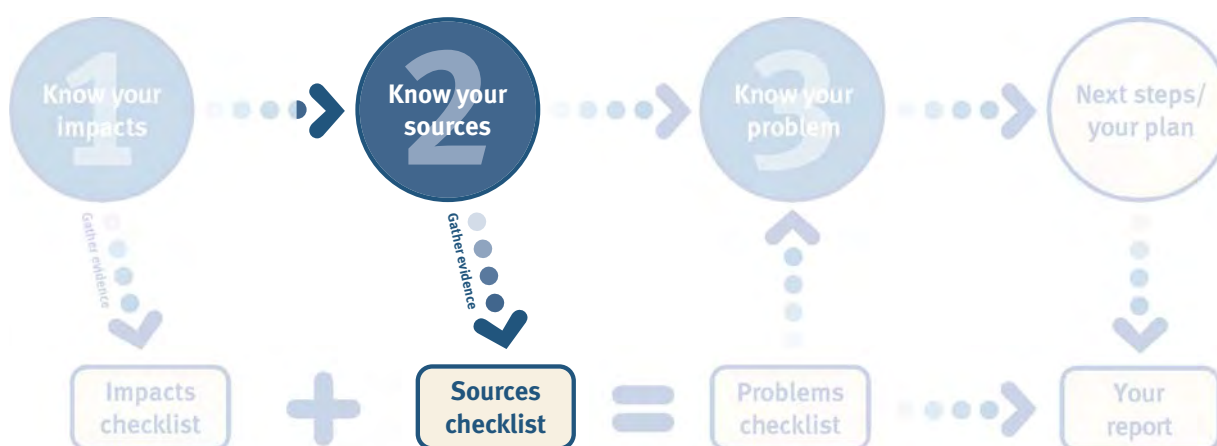 1
Know your
impacts
2
Know your
sources
3
Know your
problem
Next steps/
your plan
Gather evidence
Gather evidence
Impacts
checklist
+
Sources
checklist
=
Problems
checklist
Your
report